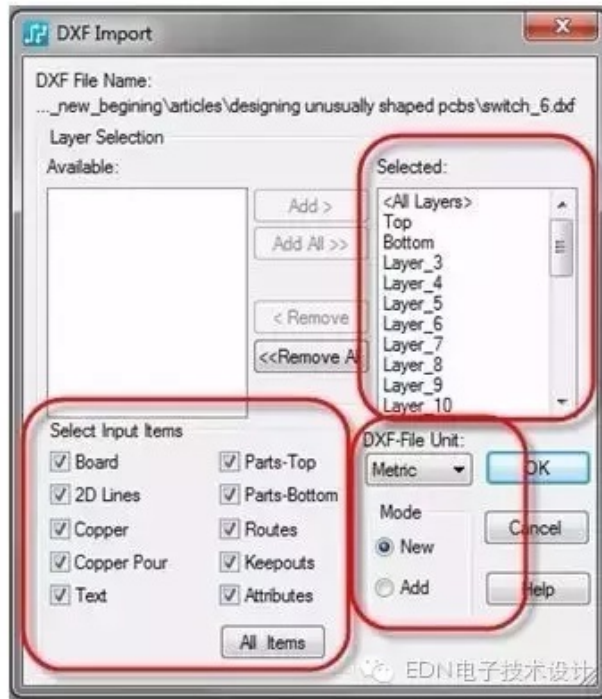 DXF Import
DXF File Name:
..._new_begining\articles\designing unusually shaped pcbs\switch_6.dxf
Layer Selection
Available:
Selected:
Add >
Add All >>
< Remove
<<Remove A
<All Layers>
Top
Bottom
Layer_3
Layer_4
Layer_5
Layer_6
Layer_7
Layer_8
Layer_9
Layer_10
Select Input Items
Board
2D Lines
Copper
Copper Pour
Text
Parts-Top
Parts-Bottom
Routes
Keepouts
Attributes
All Items
DXF-File Unit:
Metric
Mode
New
Add
OK
Cancel
Help
EDN电子技术设计